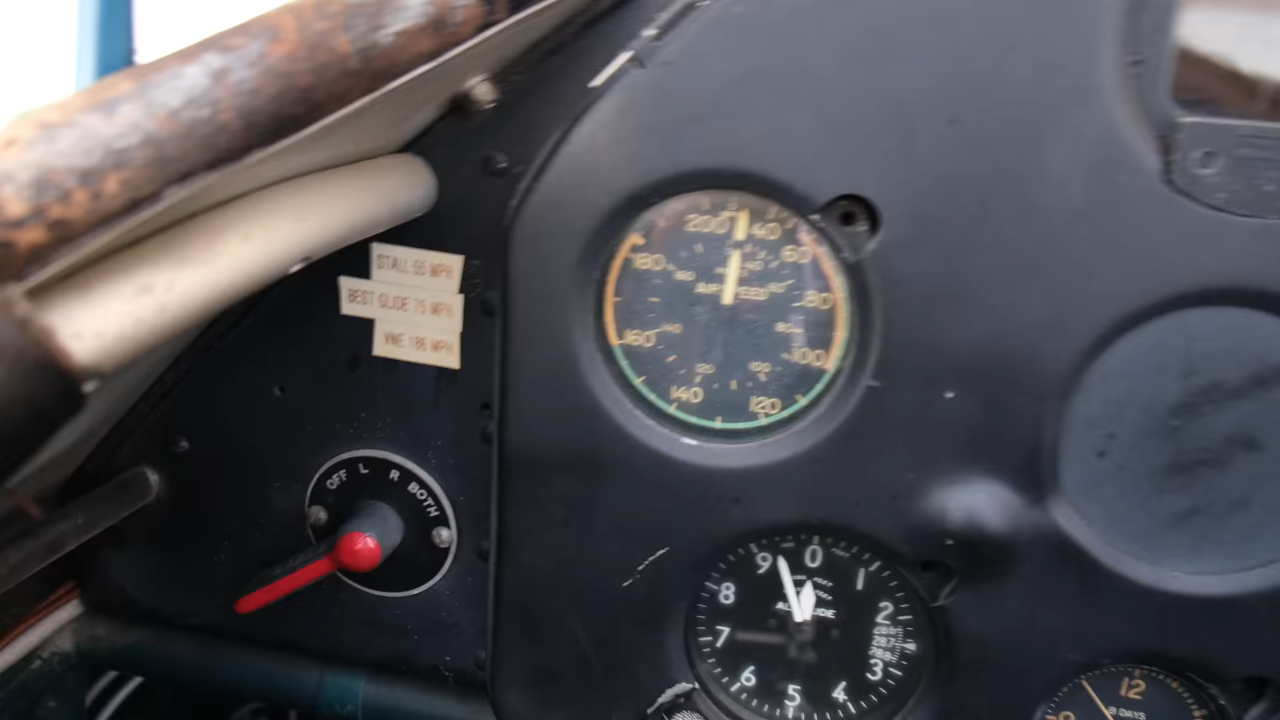 STALL 55 MPH
BEST GLIDE 75 MPH
VNE 186 MPH
OFF L R BOTH
200 40
180 60
80
160 100
140 120
9 0 1
8 2
ALTITUDE
7
3
6 5 4
12
8 DAYS